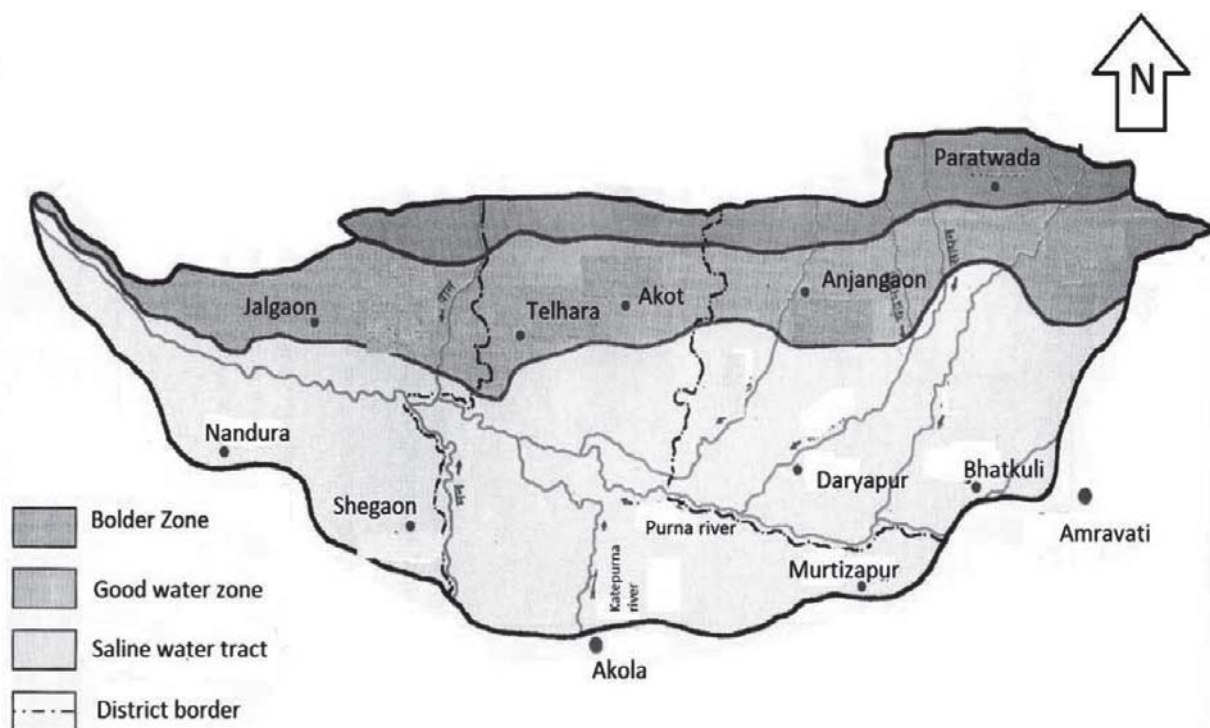 N
Paratwada
Jalgaon
Telhara
Akot
Anjangaon
Nandura
Shegaon
Daryapur
Bhatkuli
Purna river
Amravati
Murtizapur
Katepurna
river
Akola
Bolder Zone
Good water zone
Saline water tract
District border